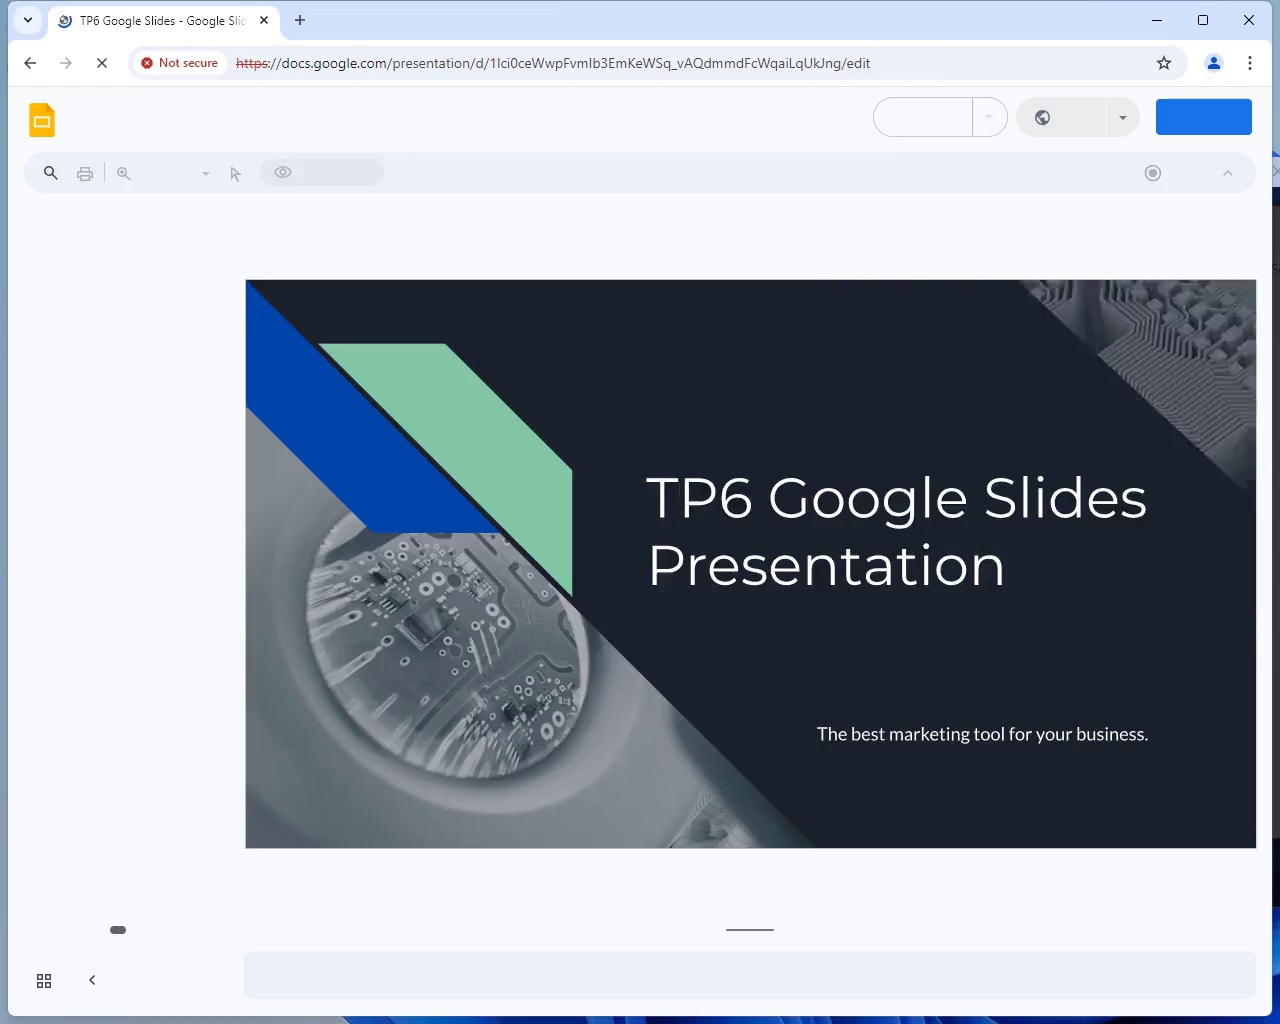 TP6 Google Slides - Google Slid
Not secure
https://docs.google.com/presentation/d/1Ici0ceWwpFvmIb3EmKeWSq_vAQdmmdFcWqaiLqUkJng/edit
TP6 Google Slides
Presentation
The best marketing tool for your business.